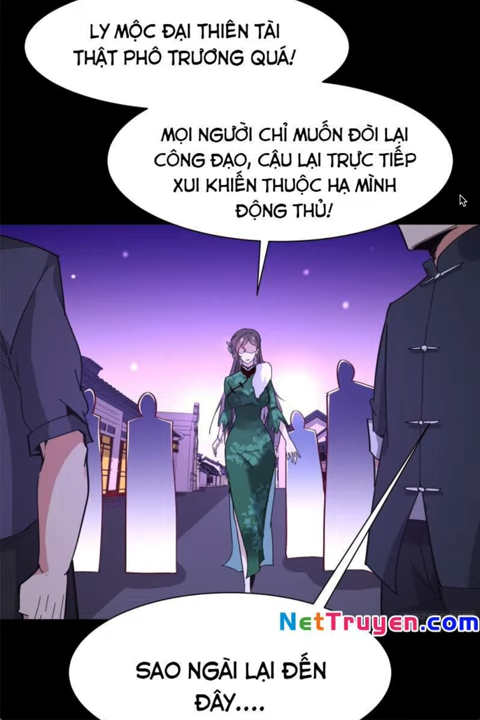 LY MỘC ĐẠI THIÊN TÀI
THẬT PHÔ TRƯƠNG QUÁ!
MỌI NGƯỜI CHỈ MUỐN ĐÒI LẠI
CÔNG ĐẠO, CẬU LẠI TRỰC TIẾP
XUI KHIẾN THUỘC HẠ MÌNH
ĐỘNG THỦ!
NetTruyen.com
SAO NGÀI LẠI ĐẾN
ĐÂY....